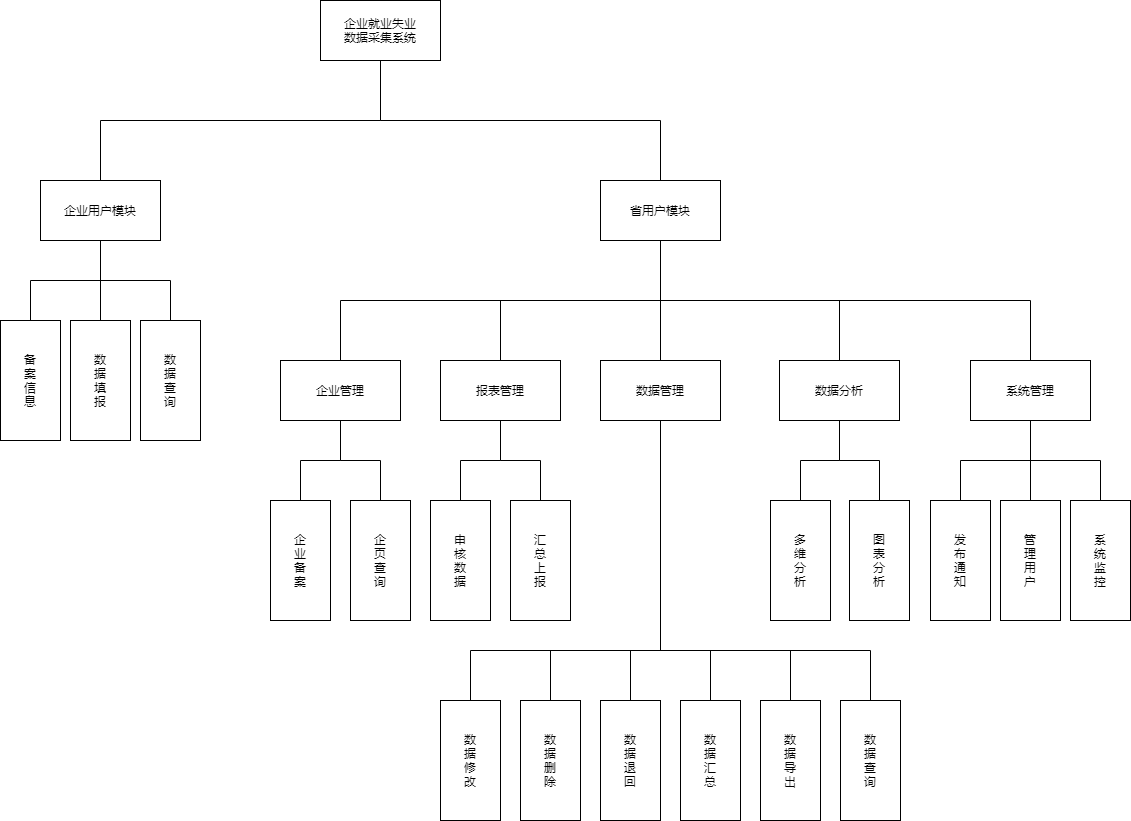 企业就业失业
数据采集系统
企业用户模块
省用户模块
备案信息
数据填报
数据查询
企业管理
报表管理
数据管理
数据分析
系统管理
企业备案
企页查询
审核数据
汇总上报
多维分析
图表分析
发布通知
管理用户
系统监控
数据修改
数据删除
数据退回
数据汇总
数据导出
数据查询